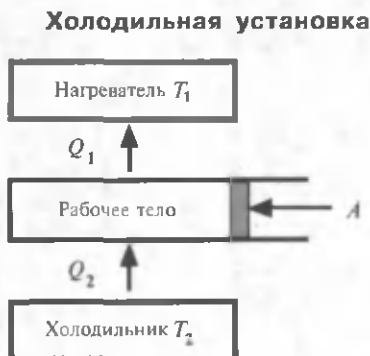 Холодильная установка
Нагреватель T₁
Q₁
Рабочее тело
A
Q₂
Холодильник T₂